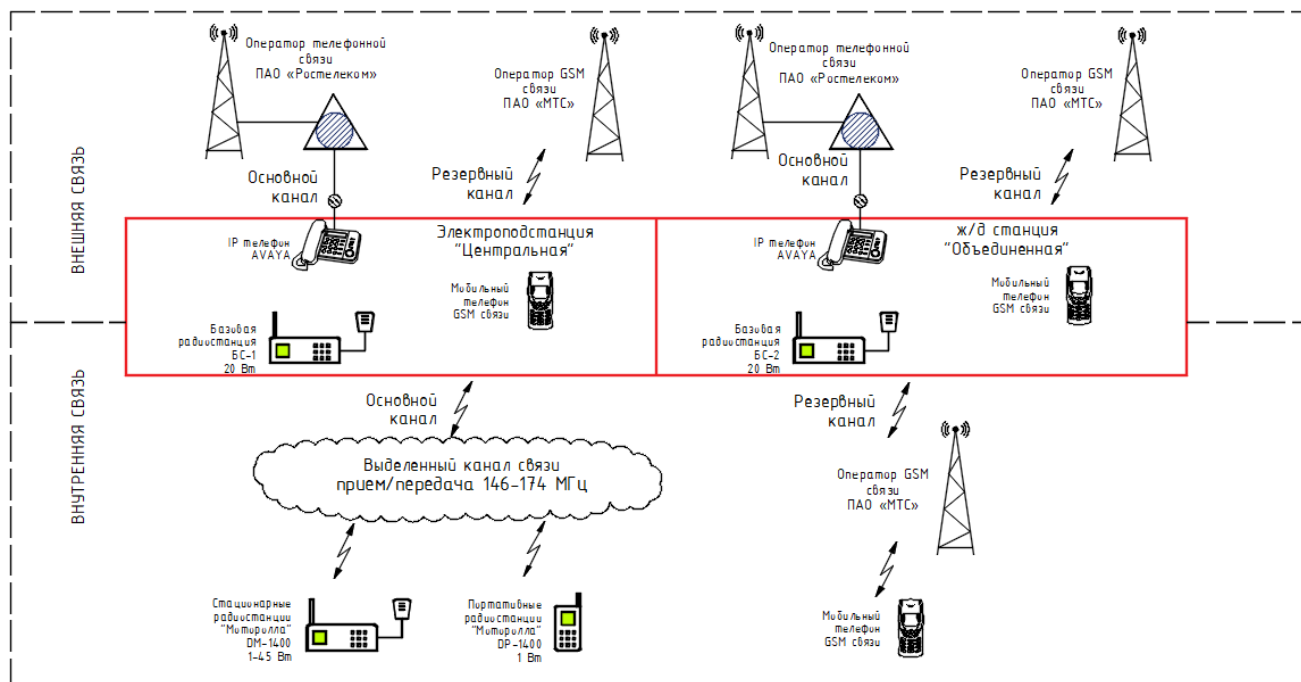 Оператор телефонной
связи
ПАО «Ростелеком»
Оператор GSM
связи
ПАО «МТС»
Оператор телефонной
связи
ПАО «Ростелеком»
Оператор GSM
связи
ПАО «МТС»
ВНЕШНЯЯ СВЯЗЬ
Основной
канал
Резервный
канал
Основной
канал
Резервный
канал
IP телефон
AVAYA
Электроподстанция
"Центральная"
Мобильный
телефон
GSM связи
Базовая
радиостанция
БС-1
20 Вт
IP телефон
AVAYA
ж/д станция
"Объединенная"
Мобильный
телефон
GSM связи
Базовая
радиостанция
БС-2
20 Вт
ВНУТРЕННЯЯ СВЯЗЬ
Основной
канал
Резервный
канал
Выделенный канал связи
прием/передача 146-174 МГц
Оператор GSM
связи
ПАО «МТС»
Стационарные
радиостанции
"Моторилла"
DM-1400
1-45 Вт
Портативные
радиостанции
"Моторилла"
DP-1400
1 Вт
Мобильный
телефон
GSM связи